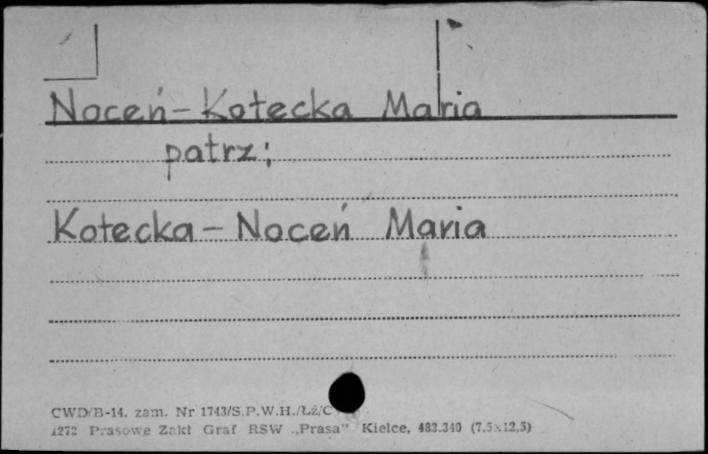 Noceń-Kotecka Maria
patrz:
Kotecka-Noceń Maria
CWD/B-14. zam. Nr 1743/S.P.W.H./Łź/C
1272 Prasowe Zakł Graf RSW „Prasa" Kielce, 483.340 (7,5x12,5)